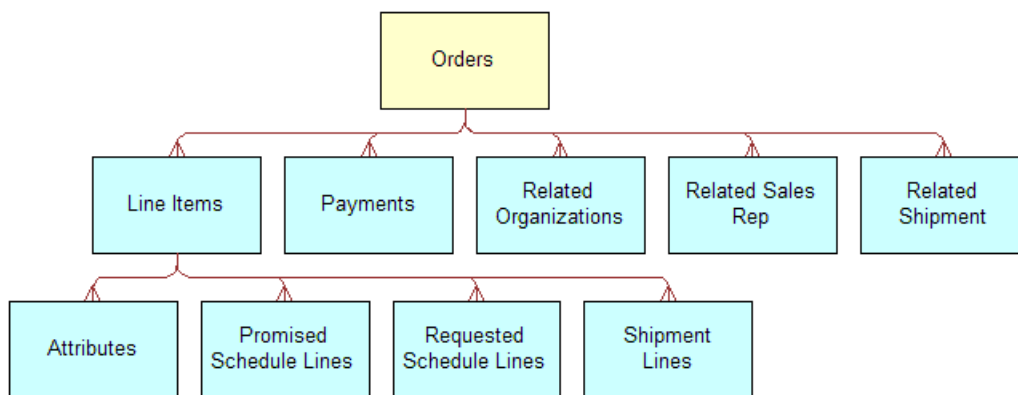 Orders
Line Items
Payments
Related
Organizations
Related Sales
Rep
Related
Shipment
Attributes
Promised
Schedule Lines
Requested
Schedule Lines
Shipment
Lines